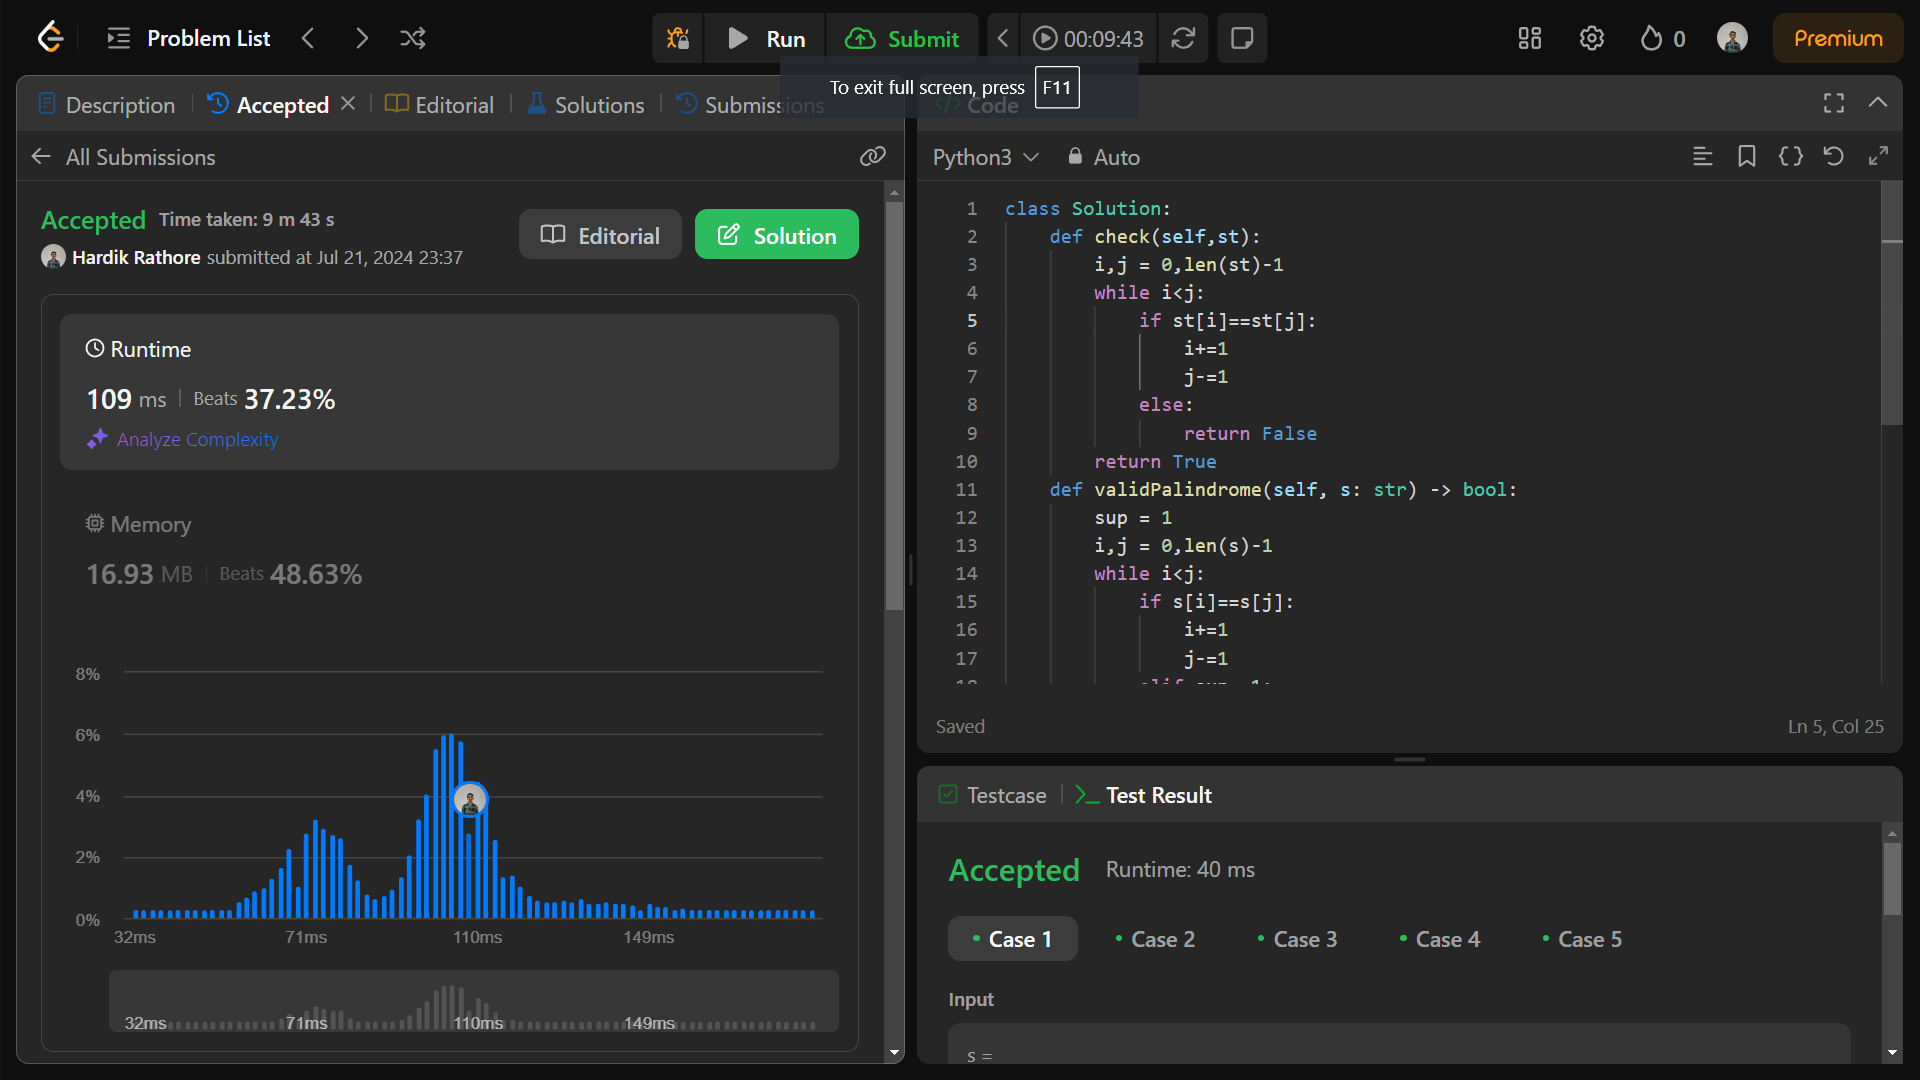 Problem List
Run
Submit
00:09:43
0
Premium
To exit full screen, press F11
Description
Accepted
Editorial
Solutions
Submissions
Code
All Submissions
Python3
Auto
Accepted Time taken: 9 m 43 s
Hardik Rathore submitted at Jul 21, 2024 23:37
Editorial
Solution
Runtime
109 ms Beats 37.23%
Analyze Complexity
Memory
16.93 MB Beats 48.63%
8%
6%
4%
2%
0%
32ms 71ms 110ms 149ms
32ms 71ms 110ms 149ms
1 class Solution:
2 def check(self,st):
3 i,j = 0,len(st)-1
4 while i<j:
5 if st[i]==st[j]:
6 i+=1
7 j-=1
8 else:
9 return False
10 return True
11 def validPalindrome(self, s: str) -> bool:
12 sup = 1
13 i,j = 0,len(s)-1
14 while i<j:
15 if s[i]==s[j]:
16 i+=1
17 j-=1
Saved
Ln 5, Col 25
Testcase
>_ Test Result
Accepted Runtime: 40 ms
Case 1 Case 2 Case 3 Case 4 Case 5
Input
s =